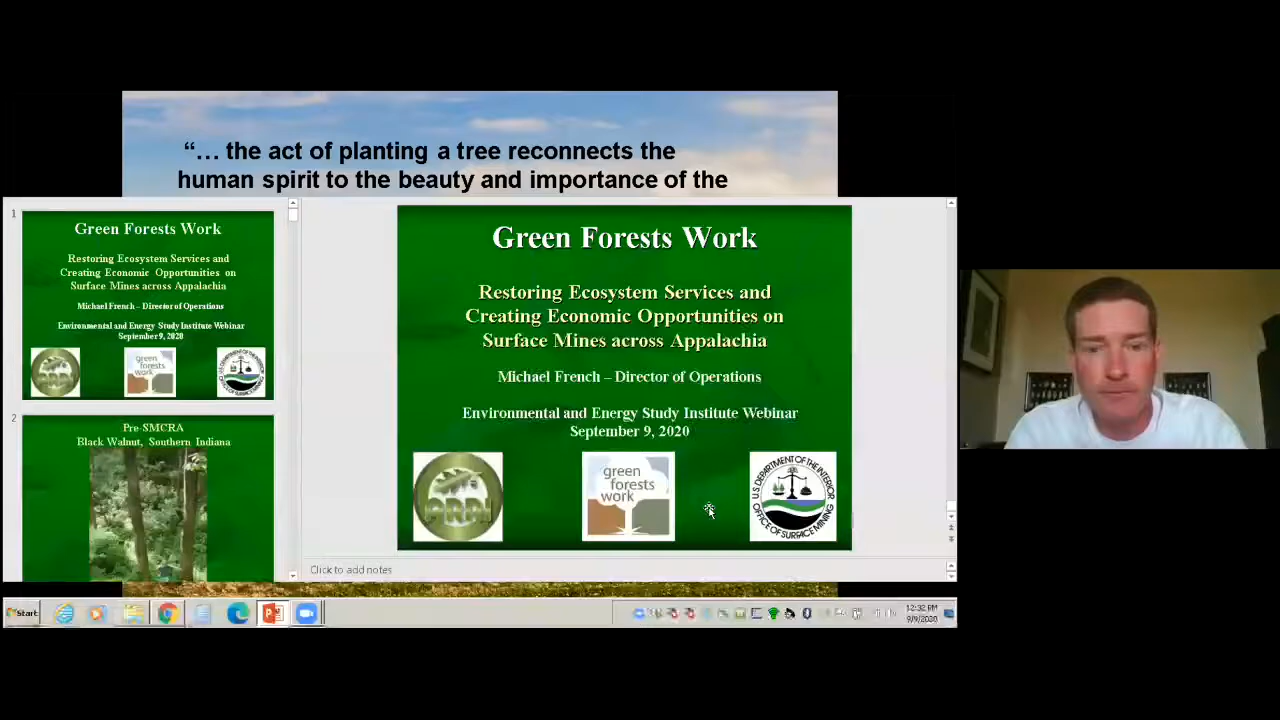 “… the act of planting a tree reconnects the
human spirit to the beauty and importance of the
1
Green Forests Work
Restoring Ecosystem Services and
Creating Economic Opportunities on
Surface Mines across Appalachia
Michael French – Director of Operations
Environmental and Energy Study Institute Webinar
September 9, 2020
green
forests
work
2
Pre-SMCRA
Black Walnut, Southern Indiana
Green Forests Work
Restoring Ecosystem Services and
Creating Economic Opportunities on
Surface Mines across Appalachia
Michael French – Director of Operations
Environmental and Energy Study Institute Webinar
September 9, 2020
ARRI
green
forests
work
U.S. DEPARTMENT OF THE INTERIOR
OFFICE OF SURFACE MINING
Click to add notes
Start
12:32 PM
9/9/2020